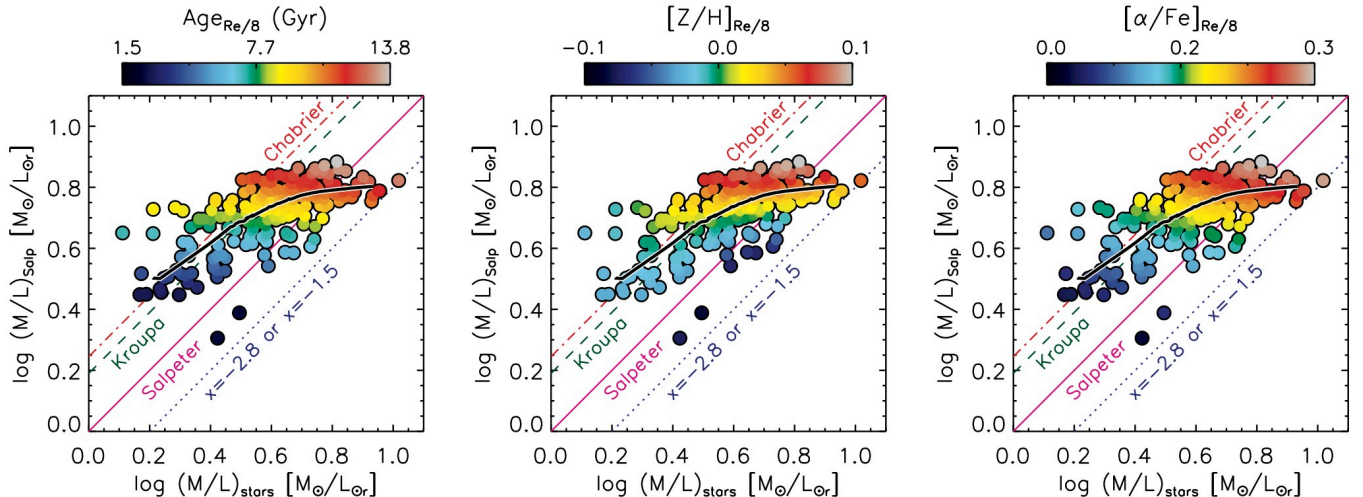 Age_Re/8 (Gyr)
1.5 7.7 13.8
1.0
0.8
0.6
0.4
0.2
0.0
log (M/L)_Salp [M⊙/L⊙r]
Chabrier
Kroupa
Salpeter
x=−2.8 or x=−1.5
0.0 0.2 0.4 0.6 0.8 1.0
log (M/L)_stars [M⊙/L⊙r]
[Z/H]_Re/8
−0.1 0.0 0.1
1.0
0.8
0.6
0.4
0.2
0.0
log (M/L)_Salp [M⊙/L⊙r]
Chabrier
Kroupa
Salpeter
x=−2.8 or x=−1.5
0.0 0.2 0.4 0.6 0.8 1.0
log (M/L)_stars [M⊙/L⊙r]
[α/Fe]_Re/8
0.0 0.2 0.3
1.0
0.8
0.6
0.4
0.2
0.0
log (M/L)_Salp [M⊙/L⊙r]
Chabrier
Kroupa
Salpeter
x=−2.8 or x=−1.5
0.0 0.2 0.4 0.6 0.8 1.0
log (M/L)_stars [M⊙/L⊙r]